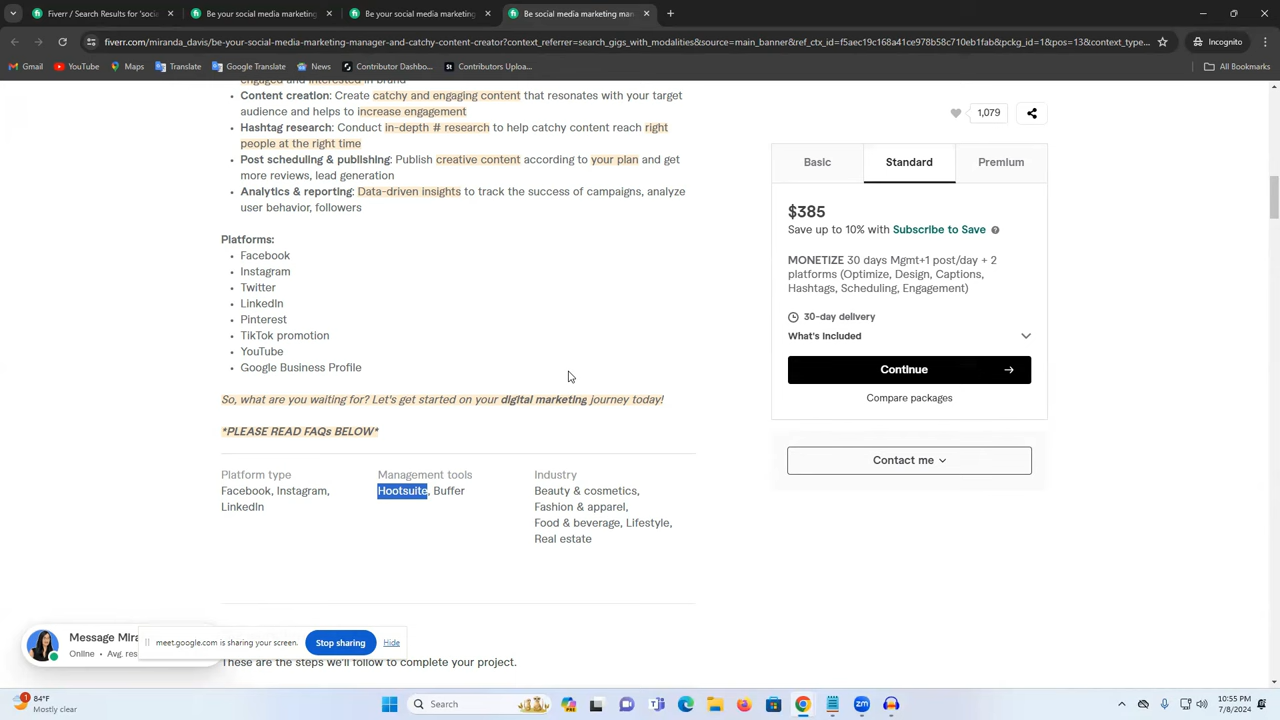 Fiverr / Search Results for 'soc
Be your social media marketing
Be your social media marketing
Be social media marketing man
fiverr.com/miranda_davis/be-your-social-media-marketing-manager-and-catchy-content-creator?context_referrer=search_gigs_with_modalities&source=main_banner&ref_ctx_id=f5aec19c168a41ce978b58c710eb1fab&pckg_id=1&pos=13&context_type...
Incognito
Gmail
YouTube
Maps
Translate
Google Translate
News
Contributor Dashbo...
Contributors Uploa...
All Bookmarks
engaged and interested in brand
• Content creation: Create catchy and engaging content that resonates with your target
audience and helps to increase engagement
• Hashtag research: Conduct in-depth # research to help catchy content reach right
people at the right time
• Post scheduling & publishing: Publish creative content according to your plan and get
more reviews, lead generation
• Analytics & reporting: Data-driven insights to track the success of campaigns, analyze
user behavior, followers
Platforms:
• Facebook
• Instagram
• Twitter
• LinkedIn
• Pinterest
• TikTok promotion
• YouTube
• Google Business Profile
So, what are you waiting for? Let's get started on your digital marketing journey today!
*PLEASE READ FAQs BELOW*
Platform type
Facebook, Instagram,
LinkedIn
Management tools
Hootsuite, Buffer
Industry
Beauty & cosmetics,
Fashion & apparel,
Food & beverage, Lifestyle,
Real estate
These are the steps we'll follow to complete your project.
1,079
Basic
Standard
Premium
$385
Save up to 10% with Subscribe to Save
MONETIZE 30 days Mgmt+1 post/day + 2
platforms (Optimize, Design, Captions,
Hashtags, Scheduling, Engagement)
30-day delivery
What's Included
Continue
Compare packages
Contact me
Message Mira
Online • Avg. res
meet.google.com is sharing your screen.
Stop sharing
Hide
1
84°F
Mostly clear
Search
10:55 PM
7/8/2024